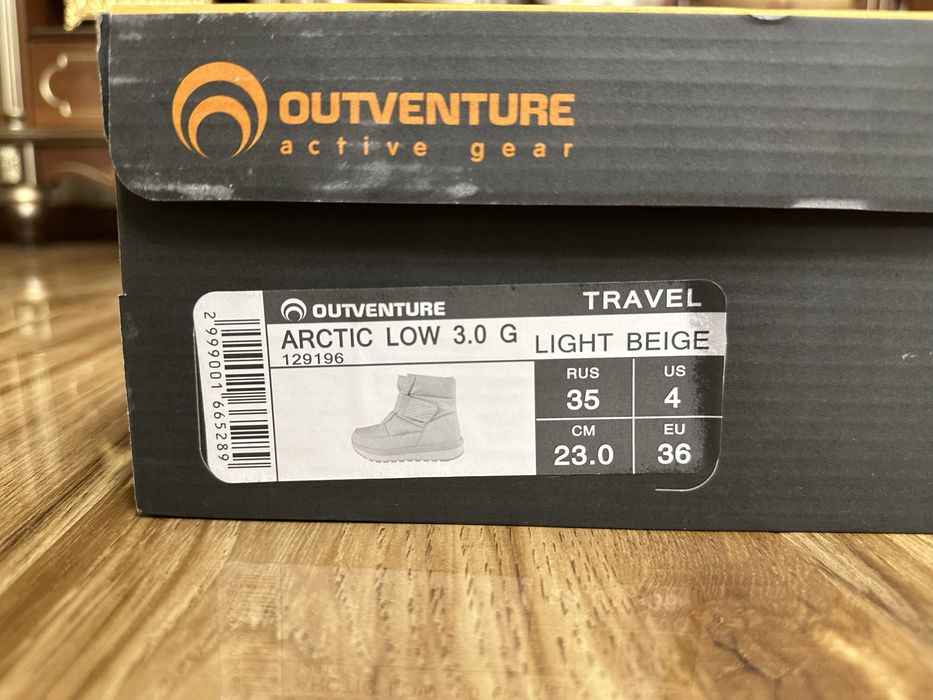 OUTVENTURE
active gear
OUTVENTURE
TRAVEL
ARCTIC LOW 3.0 G
LIGHT BEIGE
129196
RUS
35
US
4
CM
23.0
EU
36
2999001665289